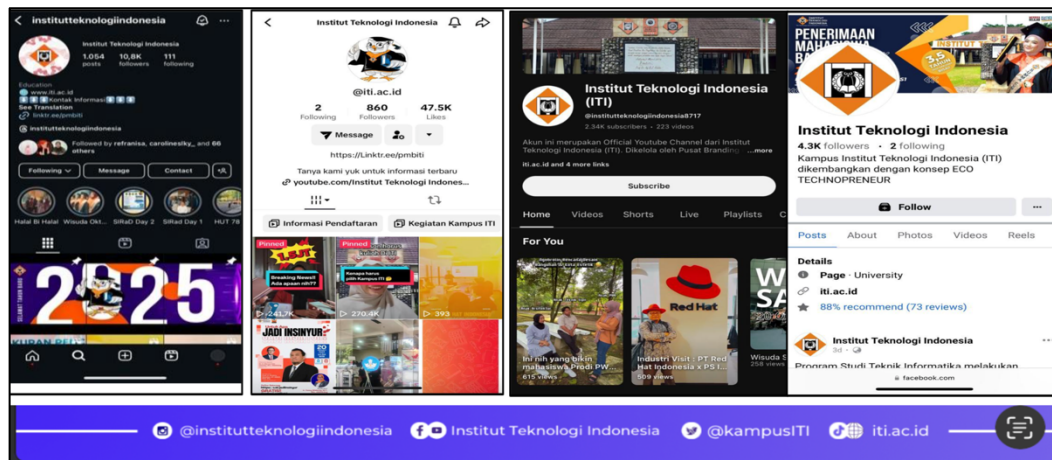 institutteknologiindonesia
Institut Teknologi Indonesia
1.054 10,8K 111
posts followers following
Education
www.iti.ac.id
Kontak Informasi
See Translation
linktr.ee/pmbiti
institutteknologiindonesia
Followed by refranisa, carolineslky_ and 66
others
Following Message Contact
Halal Bi Halal Wisuda Okt... SiRaD Day 2 SiRad Day 1 HUT 78
2025
Institut Teknologi Indonesia
@iti.ac.id
2 860 47.5K
Following Followers Likes
Message
https://Linktr.ee/pmbiti
Tanya kami yuk untuk informasi terbaru
youtube.com/Institut Teknologi Indones...
Informasi Pendaftaran Kegiatan Kampus ITI
Pinned Pinned
Breaking News!!
Ada apaan nih??
Kenapa harus
pilih Kampus ITI
241.7K 270.4K 393
JADI INSINYUR?
20
Institut Teknologi Indonesia
(ITI)
@institutteknologiindonesia8717
2.34K subscribers • 223 videos
Akun ini merupakan Official Youtube Channel dari Institut
Teknologi Indonesia (ITI). Dikelola oleh Pusat Branding ...more
iti.ac.id and 4 more links
Subscribe
Home Videos Shorts Live Playlists C
For You
Red Hat
Ini nih yang bikin
mahasiswa Prodi PW...
615 views
Industri Visit : PT Red
Hat Indonesia x PS I...
509 views
W
SA
Wisuda S
258 views
PENERIMAAN
MAHASISWA
BA
INSTITUT
3,5
TAHUN
Institut Teknologi Indonesia
4.3K followers • 2 following
Kampus Institut Teknologi Indonesia (ITI)
dikembangkan dengan konsep ECO
TECHNOPRENEUR
Follow
Posts About Photos Videos Reels
Details
Page · University
iti.ac.id
88% recommend (73 reviews)
Institut Teknologi Indonesia
3d
Program Studi Teknik Informatika melakukan
facebook.com
@institutteknologiindonesia Institut Teknologi Indonesia @kampusITI iti.ac.id